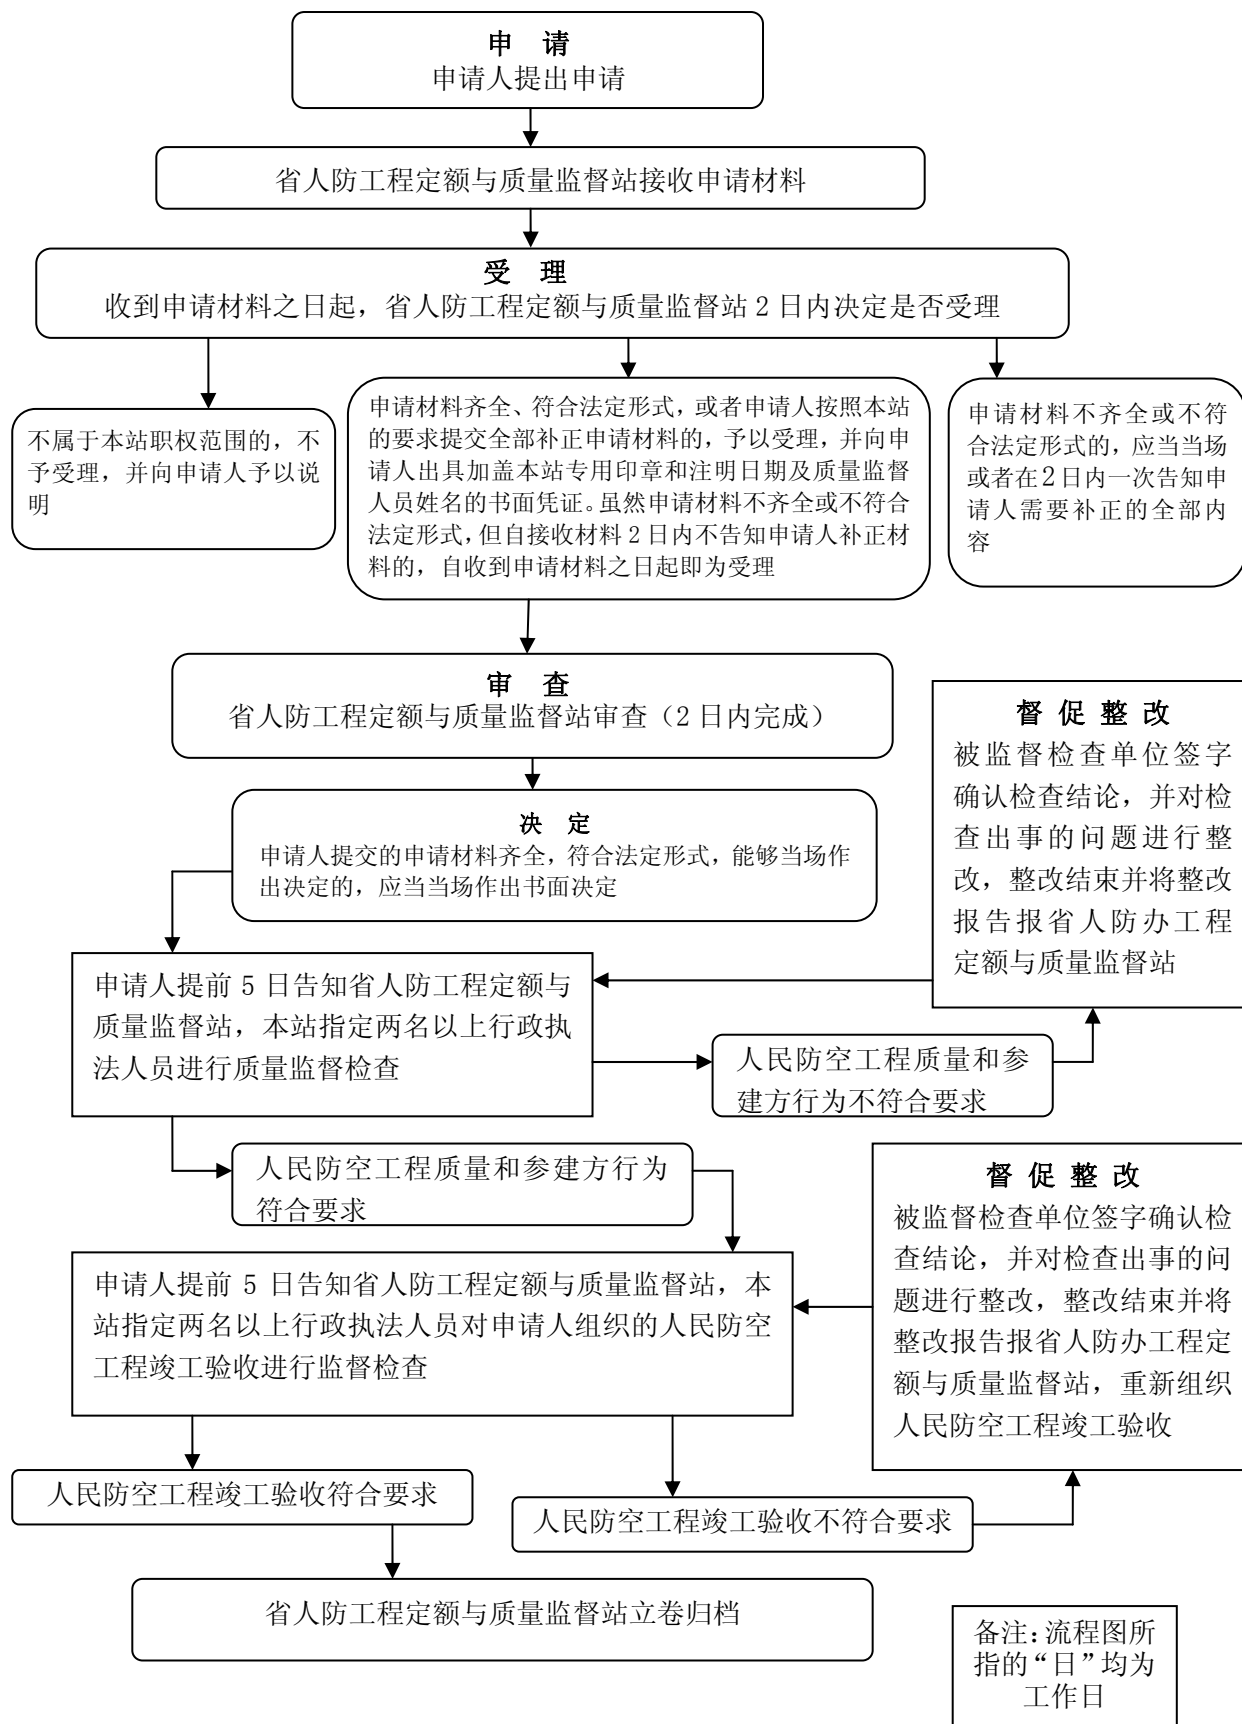 申 请
申请人提出申请
省人防工程定额与质量监督站接收申请材料
受 理
收到申请材料之日起，省人防工程定额与质量监督站 2 日内决定是否受理
不属于本站职权范围的，不
予受理，并向申请人予以说
明
申请材料齐全、符合法定形式，或者申请人按照本站
的要求提交全部补正申请材料的，予以受理，并向申
请人出具加盖本站专用印章和注明日期及质量监督
人员姓名的书面凭证。虽然申请材料不齐全或不符合
法定形式，但自接收材料 2 日内不告知申请人补正材
料的，自收到申请材料之日起即为受理
申请材料不齐全或不符
合法定形式的，应当当场
或者在 2 日内一次告知申
请人需要补正的全部内
容
审 查
省人防工程定额与质量监督站审查（2 日内完成）
决 定
申请人提交的申请材料齐全，符合法定形式，能够当场作
出决定的，应当当场作出书面决定
督 促 整 改
被监督检查单位签字
确认检查结论，并对检
查出事的问题进行整
改，整改结束并将整改
报告报省人防办工程
定额与质量监督站
申请人提前 5 日告知省人防工程定额与
质量监督站，本站指定两名以上行政执
法人员进行质量监督检查
人民防空工程质量和参
建方行为不符合要求
人民防空工程质量和参建方行为
符合要求
督 促 整 改
被监督检查单位签字确认检
查结论，并对检查出事的问
题进行整改，整改结束并将
整改报告报省人防办工程定
额与质量监督站，重新组织
人民防空工程竣工验收
申请人提前 5 日告知省人防工程定额与质量监督站，本
站指定两名以上行政执法人员对申请人组织的人民防空
工程竣工验收进行监督检查
人民防空工程竣工验收符合要求
人民防空工程竣工验收不符合要求
省人防工程定额与质量监督站立卷归档
备注：流程图所
指的“日”均为
工作日